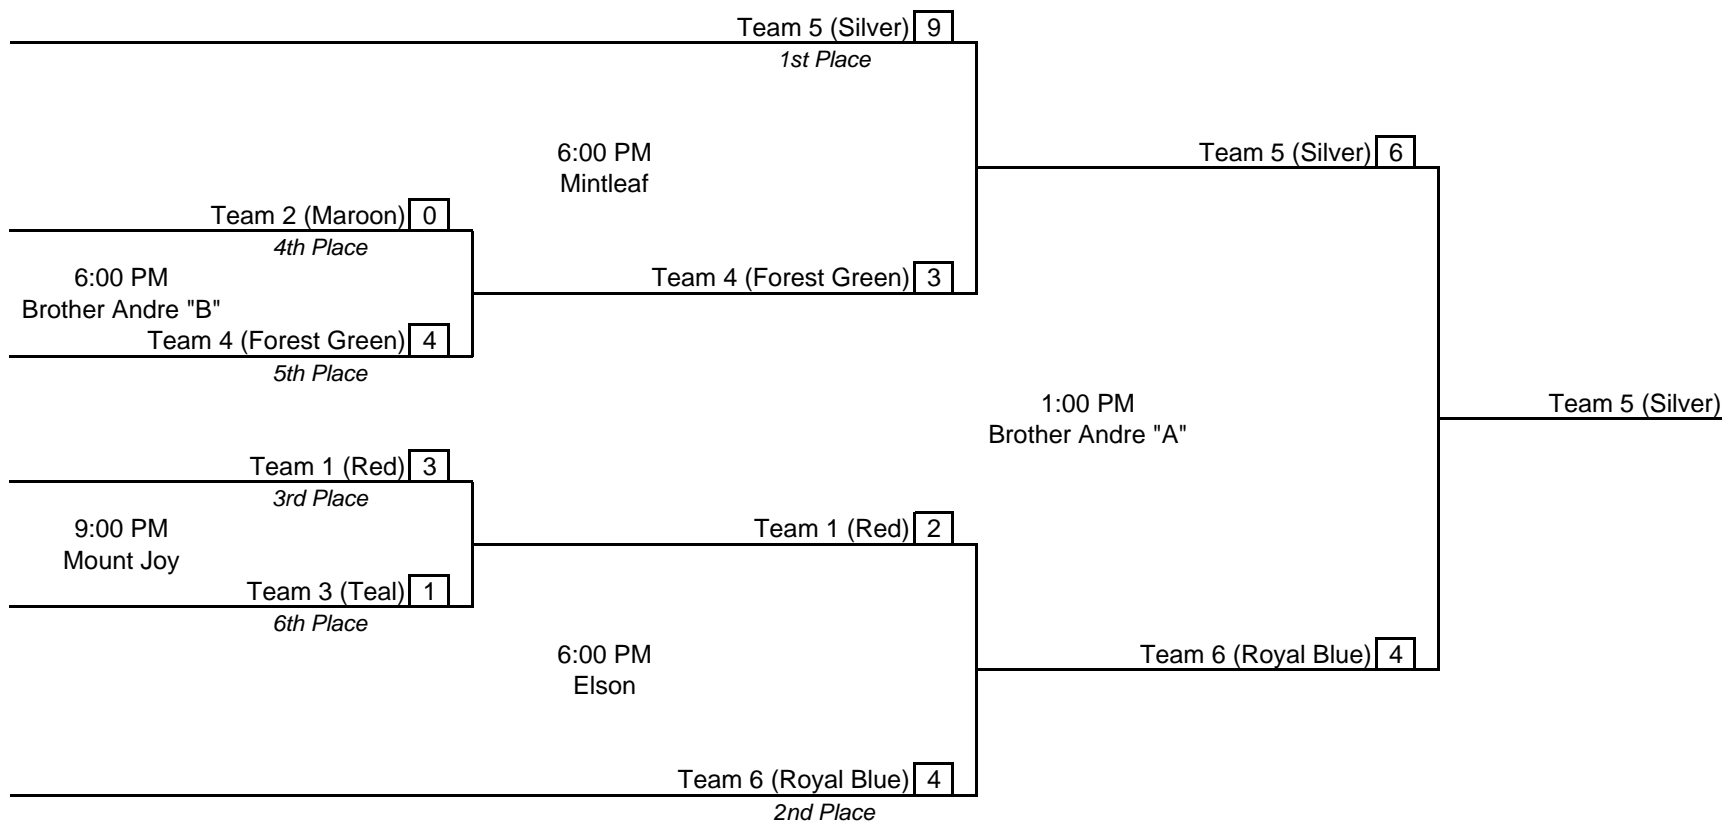 Team 5 (Silver) 9
1st Place
6:00 PM
Mintleaf
Team 5 (Silver) 6
Team 2 (Maroon) 0
4th Place
6:00 PM
Brother Andre "B"
Team 4 (Forest Green) 3
Team 4 (Forest Green) 4
5th Place
1:00 PM
Brother Andre "A"
Team 5 (Silver)
Team 1 (Red) 3
3rd Place
9:00 PM
Mount Joy
Team 1 (Red) 2
Team 3 (Teal) 1
6th Place
6:00 PM
Elson
Team 6 (Royal Blue) 4
Team 6 (Royal Blue) 4
2nd Place